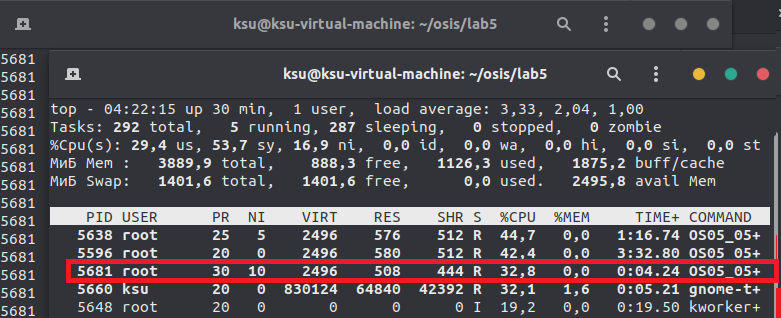 ksu@ksu-virtual-machine: ~/osis/lab5
5681
ksu@ksu-virtual-machine: ~/osis/lab5
5681
5681
5681
top - 04:22:15 up 30 min, 1 user, load average: 3,33, 2,04, 1,00
5681
Tasks: 292 total, 5 running, 287 sleeping, 0 stopped, 0 zombie
5681
%Cpu(s): 29,4 us, 53,7 sy, 16,9 ni, 0,0 id, 0,0 wa, 0,0 hi, 0,0 si, 0,0 st
5681
МиБ Mem : 3889,9 total, 888,3 free, 1126,3 used, 1875,2 buff/cache
5681
МиБ Swap: 1401,6 total, 1401,6 free, 0,0 used. 2495,8 avail Mem
5681
5681
PID USER PR NI VIRT RES SHR S %CPU %MEM TIME+ COMMAND
5681
5638 root 25 5 2496 576 512 R 44,7 0,0 1:16.74 OS05_05+
5681
5596 root 20 0 2496 580 512 R 42,4 0,0 3:32.80 OS05_05+
5681
5681 root 30 10 2496 508 444 R 32,8 0,0 0:04.24 OS05_05+
5681
5660 ksu 20 0 830124 64840 42392 R 32,1 1,6 0:05.21 gnome-t+
5681
5648 root 20 0 0 0 0 I 19,2 0,0 0:19.50 kworker+